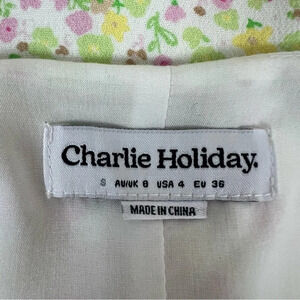 Charlie Holiday.
S AU/UK 8 USA 4 EU 36
MADE IN CHINA